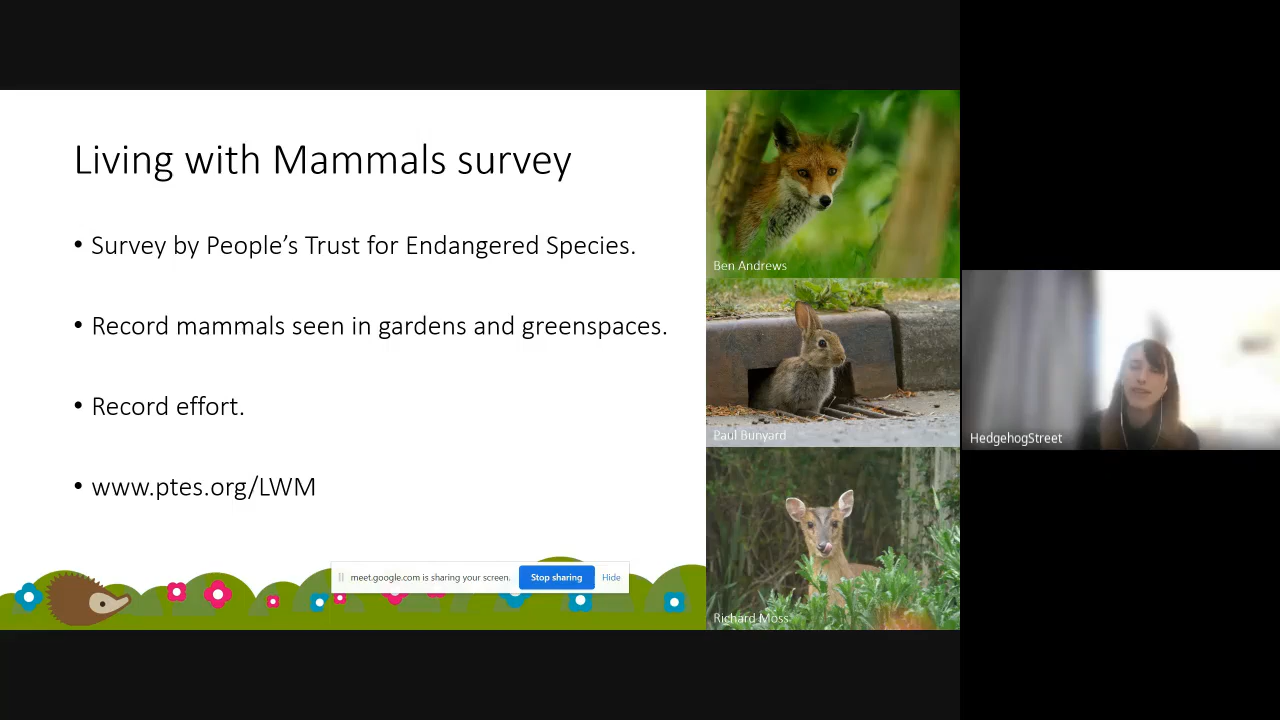 Living with Mammals survey
• Survey by People's Trust for Endangered Species.
• Record mammals seen in gardens and greenspaces.
• Record effort.
• www.ptes.org/LWM
Ben Andrews
Paul Bunyard
Richard Moss
meet.google.com is sharing your screen.
Stop sharing
Hide
HedgehogStreet